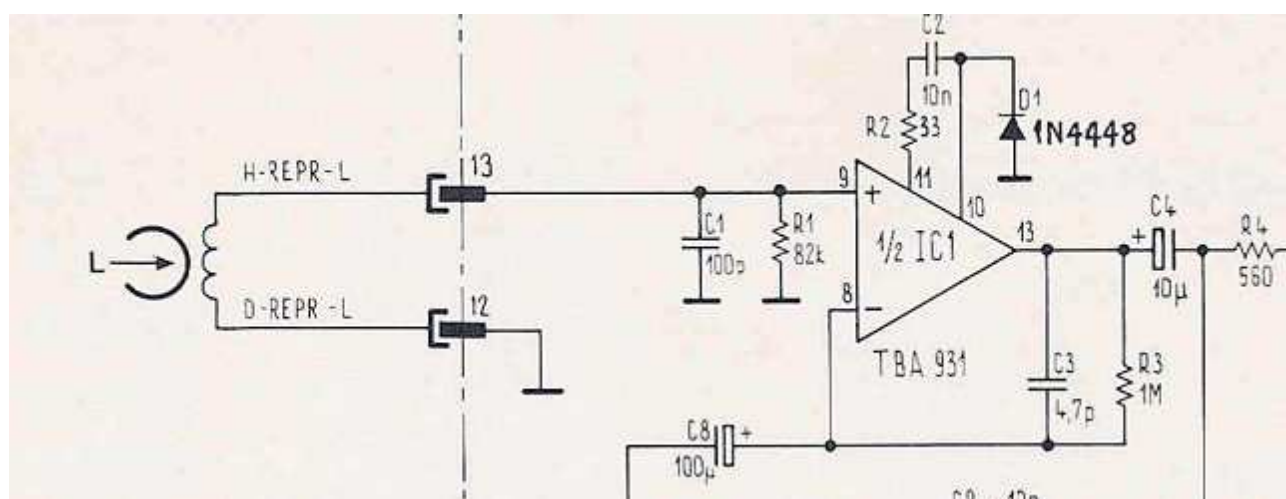 C2
10n
D1
1N4448
R2
33
H-REPR-L
13
9
+
11
10
C1
100p
R1
82k
1/2 IC1
13
+
C4
10µ
R4
560
L
8
−
D-REPR-L
12
TBA 931
C3
4,7p
R3
1M
C8
+
100µ